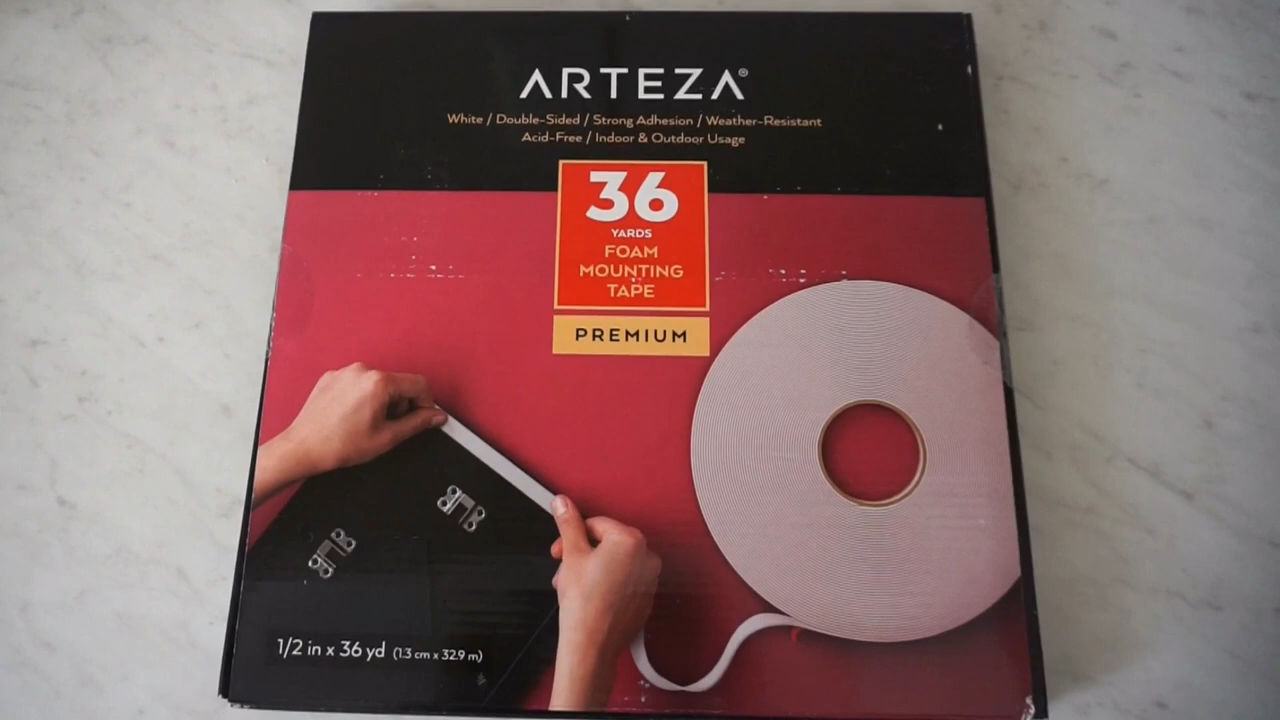 ARTEZA®
White / Double-Sided / Strong Adhesion / Weather-Resistant
Acid-Free / Indoor & Outdoor Usage
36
YARDS
FOAM
MOUNTING
TAPE
PREMIUM
1/2 in x 36 yd (1.3 cm x 32.9 m)